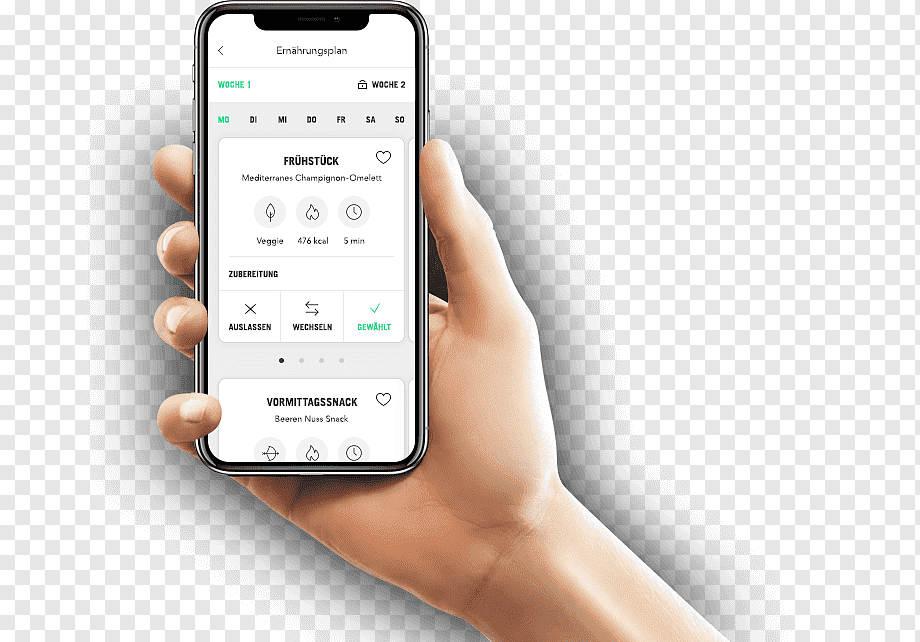 Ernährungsplan
WOCHE 1 WOCHE 2
MO DI MI DO FR SA SO
FRÜHSTÜCK
Mediterranes Champignon-Omelett
Veggie 476 kcal 5 min
ZUBEREITUNG
AUSLASSEN WECHSELN GEWÄHLT
VORMITTAGSSNACK
Beeren Nuss Snack